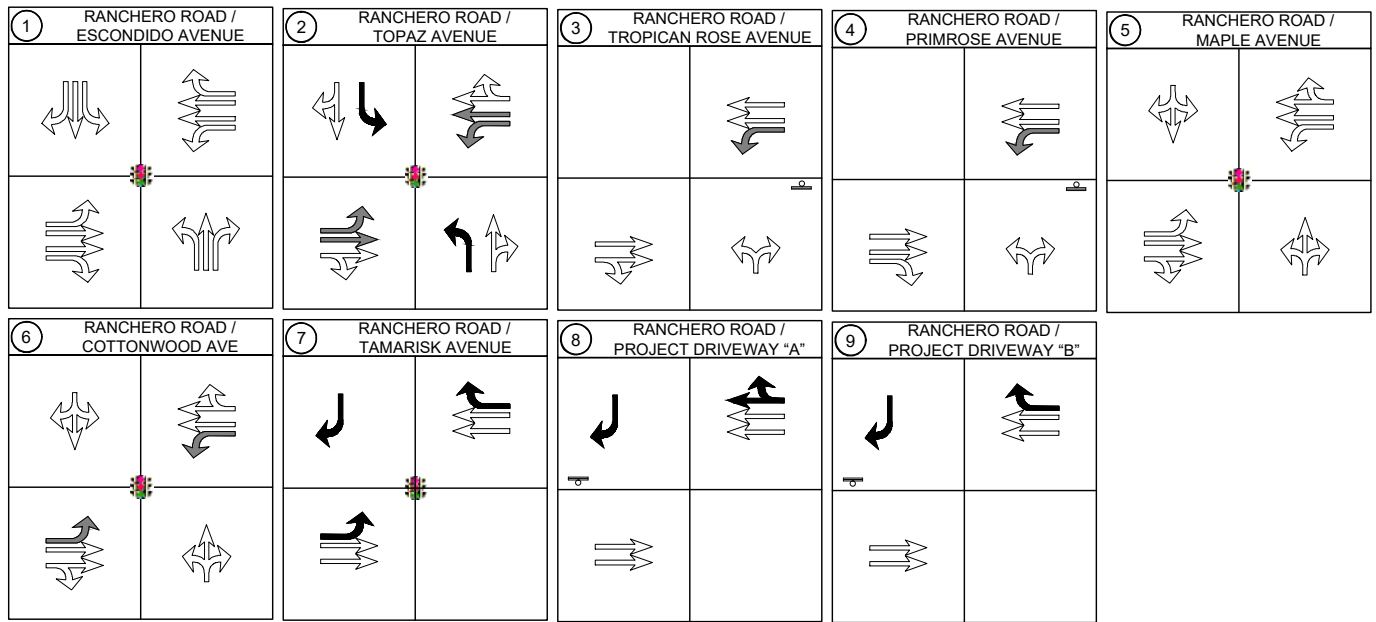 1
RANCHERO ROAD /
ESCONDIDO AVENUE
2
RANCHERO ROAD /
TOPAZ AVENUE
3
RANCHERO ROAD /
TROPICAN ROSE AVENUE
4
RANCHERO ROAD /
PRIMROSE AVENUE
5
RANCHERO ROAD /
MAPLE AVENUE
6
RANCHERO ROAD /
COTTONWOOD AVE
7
RANCHERO ROAD /
TAMARISK AVENUE
8
RANCHERO ROAD /
PROJECT DRIVEWAY “A”
9
RANCHERO ROAD /
PROJECT DRIVEWAY “B”